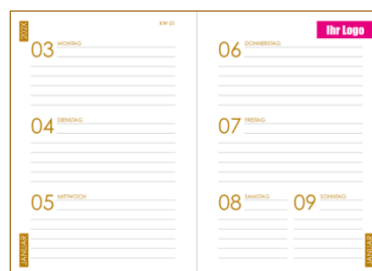 202X
KW 01
03 MONTAG
04 DIENSTAG
05 MITTWOCH
JANUAR
Ihr Logo
06 DONNERSTAG
07 FREITAG
08 SAMSTAG
09 SONNTAG
JANUAR